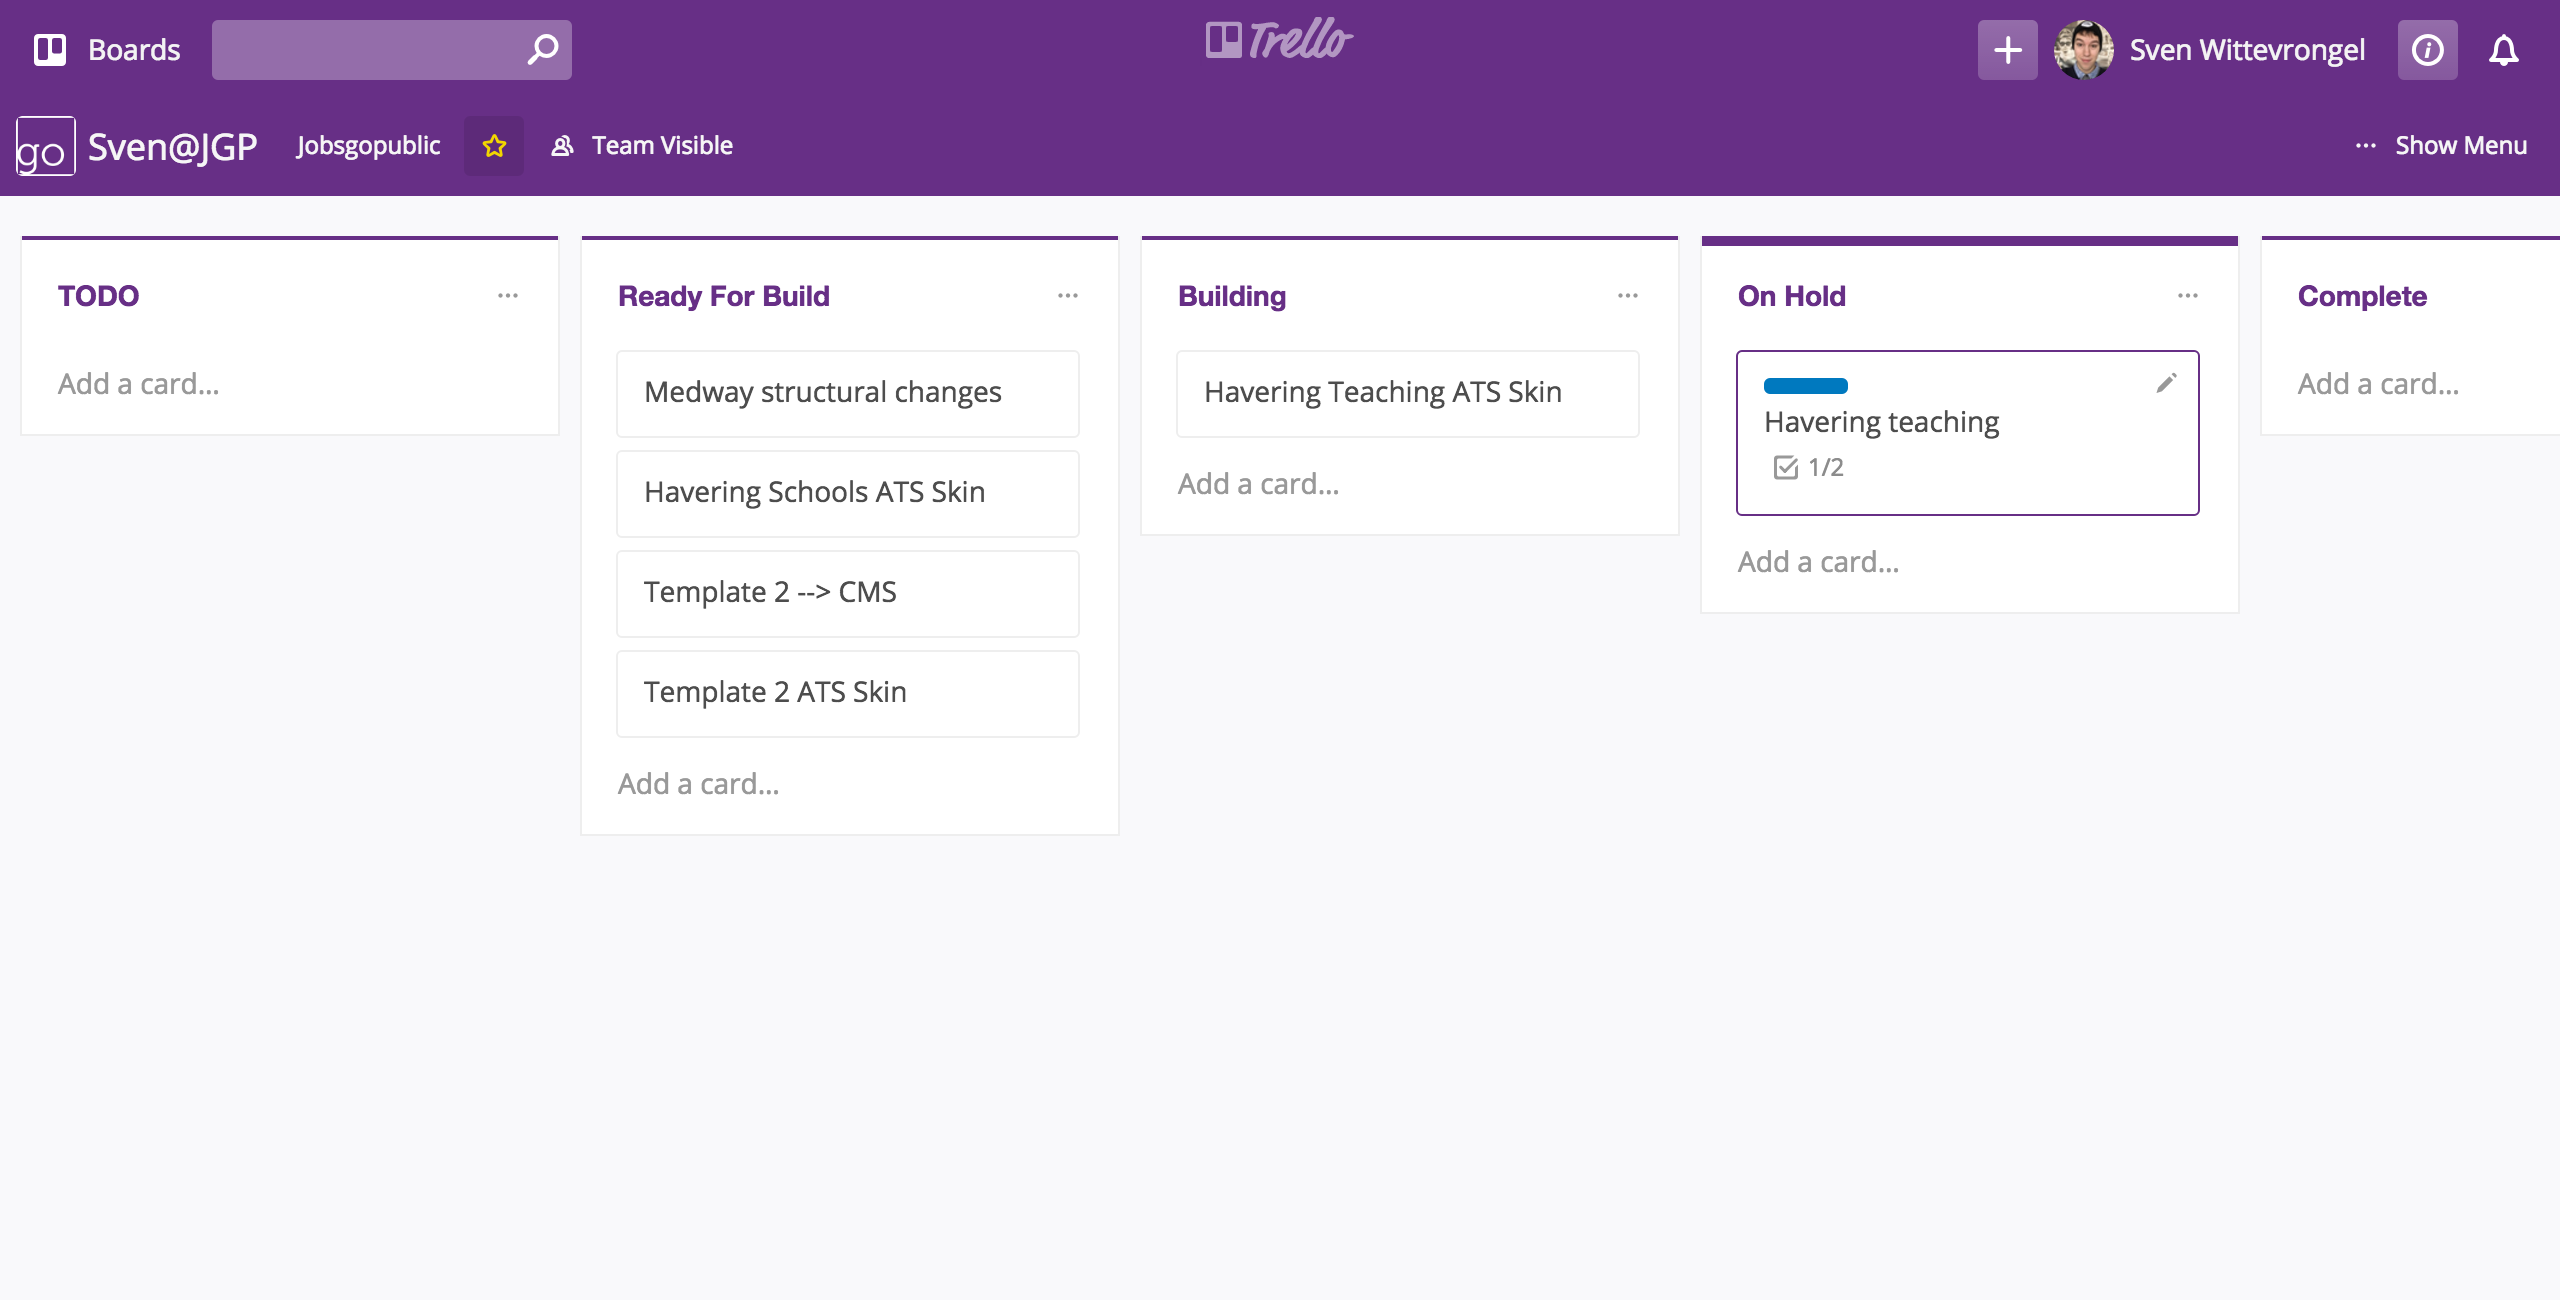 Boards
Trello
Sven Wittevrongel
go
Sven@JGP
Jobsgopublic
Team Visible
... Show Menu
TODO
Add a card...
Ready For Build
Medway structural changes
Havering Schools ATS Skin
Template 2 --> CMS
Template 2 ATS Skin
Add a card...
Building
Havering Teaching ATS Skin
Add a card...
On Hold
Havering teaching
1/2
Add a card...
Complete
Add a card...